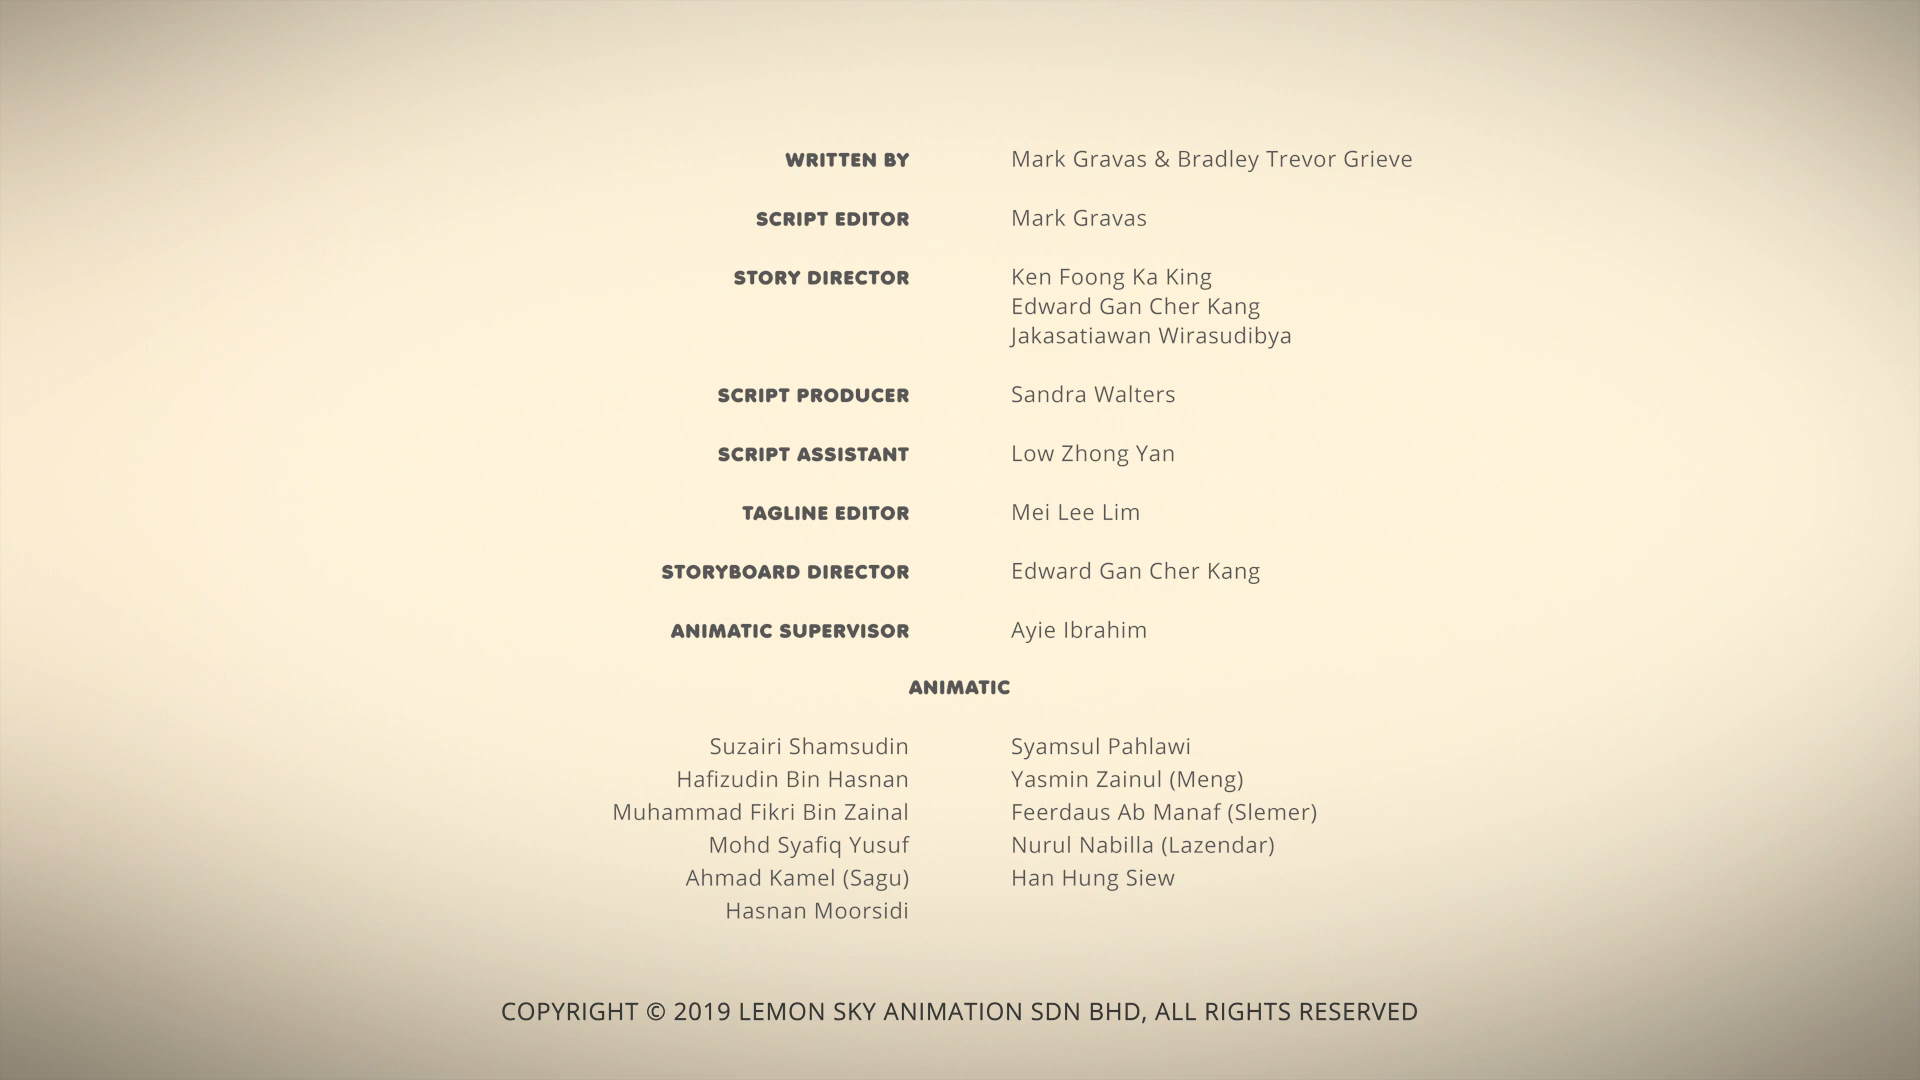 WRITTEN BY Mark Gravas & Bradley Trevor Grieve
SCRIPT EDITOR Mark Gravas
STORY DIRECTOR Ken Foong Ka King
Edward Gan Cher Kang
Jakasatiawan Wirasudibya
SCRIPT PRODUCER Sandra Walters
SCRIPT ASSISTANT Low Zhong Yan
TAGLINE EDITOR Mei Lee Lim
STORYBOARD DIRECTOR Edward Gan Cher Kang
ANIMATIC SUPERVISOR Ayie Ibrahim
ANIMATIC
Suzairi Shamsudin Syamsul Pahlawi
Hafizudin Bin Hasnan Yasmin Zainul (Meng)
Muhammad Fikri Bin Zainal Feerdaus Ab Manaf (Slemer)
Mohd Syafiq Yusuf Nurul Nabilla (Lazendar)
Ahmad Kamel (Sagu) Han Hung Siew
Hasnan Moorsidi
COPYRIGHT © 2019 LEMON SKY ANIMATION SDN BHD, ALL RIGHTS RESERVED